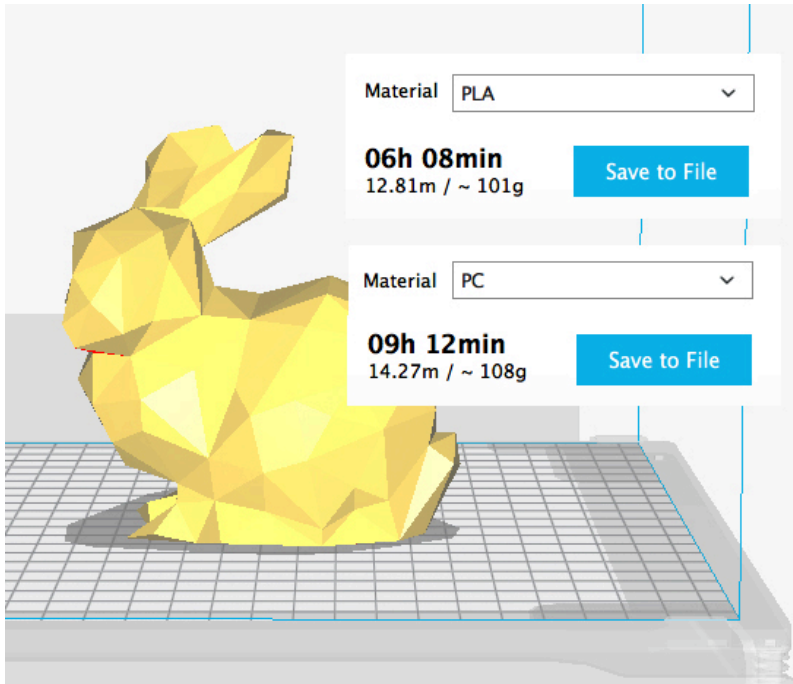 Material PLA
06h 08min
12.81m / ~ 101g
Save to File
Material PC
09h 12min
14.27m / ~ 108g
Save to File